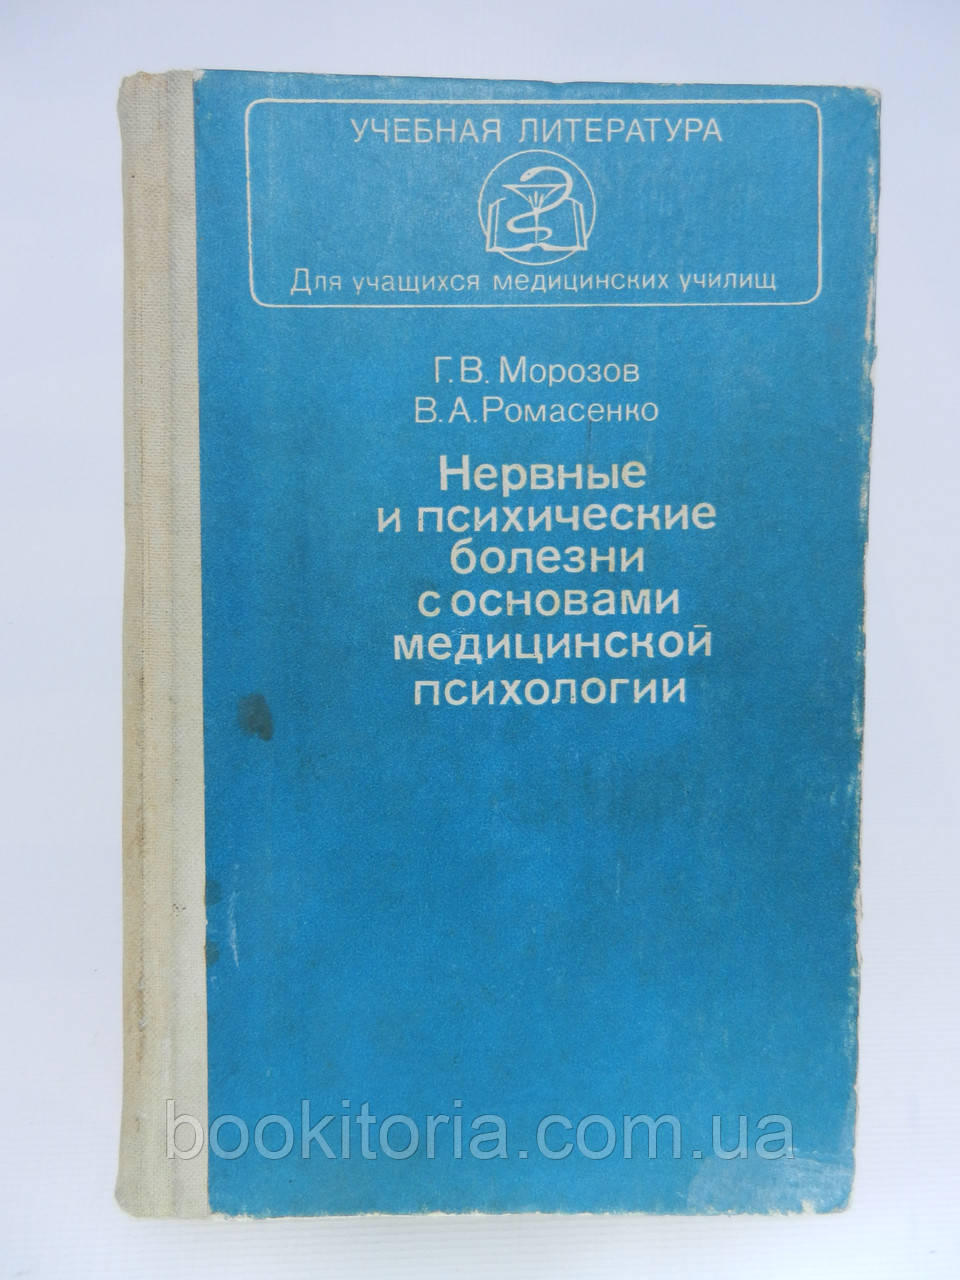 УЧЕБНАЯ ЛИТЕРАТУРА
Для учащихся медицинских училищ
Г.В. Морозов
В.А. Ромасенко
Нервные
и психические
болезни
с основами
медицинской
психологии
bookitoria.com.ua